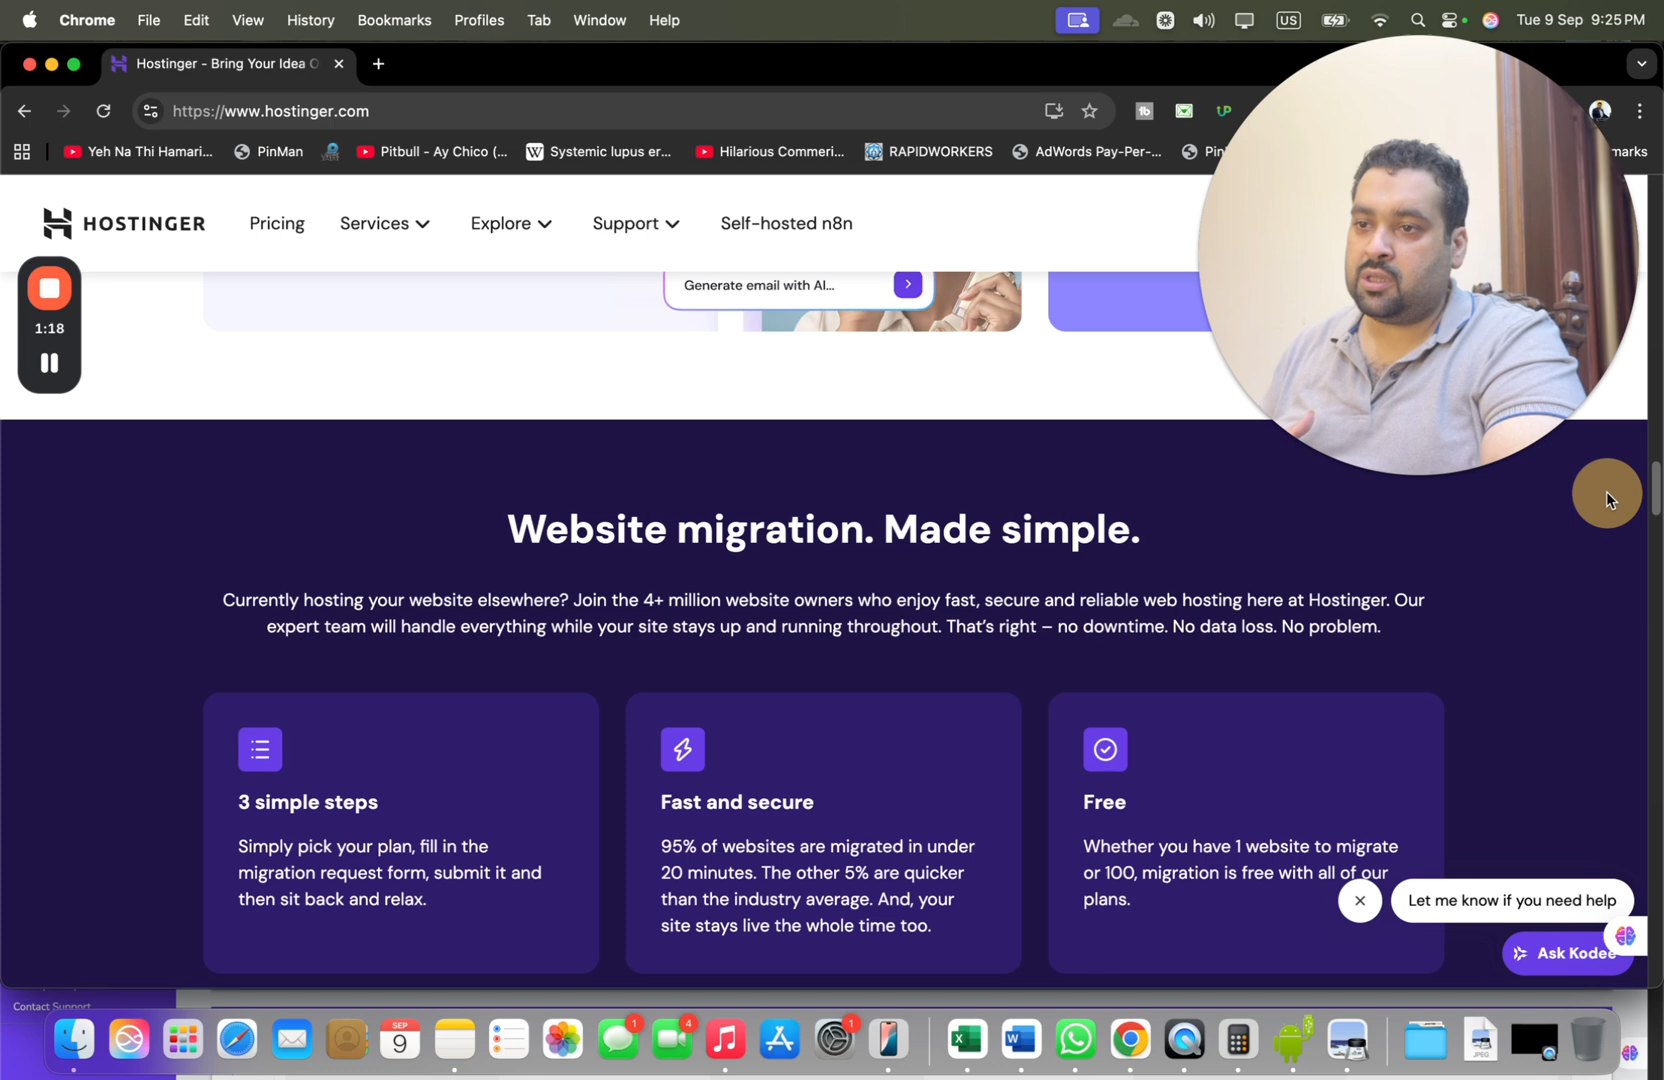 Chrome File Edit View History Bookmarks Profiles Tab Window Help US Tue 9 Sep 9:25 PM
Hostinger - Bring Your Idea O
https://www.hostinger.com
Yeh Na Thi Hamari... PinMan Pitbull - Ay Chico (... Systemic lupus er... Hilarious Commeri... RAPIDWORKERS AdWords Pay-Per-...
HOSTINGER Pricing Services Explore Support Self-hosted n8n
Generate email with AI...
1:18
Website migration. Made simple.
Currently hosting your website elsewhere? Join the 4+ million website owners who enjoy fast, secure and reliable web hosting here at Hostinger. Our
expert team will handle everything while your site stays up and running throughout. That's right – no downtime. No data loss. No problem.
3 simple steps
Simply pick your plan, fill in the
migration request form, submit it and
then sit back and relax.
Fast and secure
95% of websites are migrated in under
20 minutes. The other 5% are quicker
than the industry average. And, your
site stays live the whole time too.
Free
Whether you have 1 website to migrate
or 100, migration is free with all of our
plans.
Let me know if you need help
Ask Kodee
Contact Support
SEP
9
1
4
1
JPEG